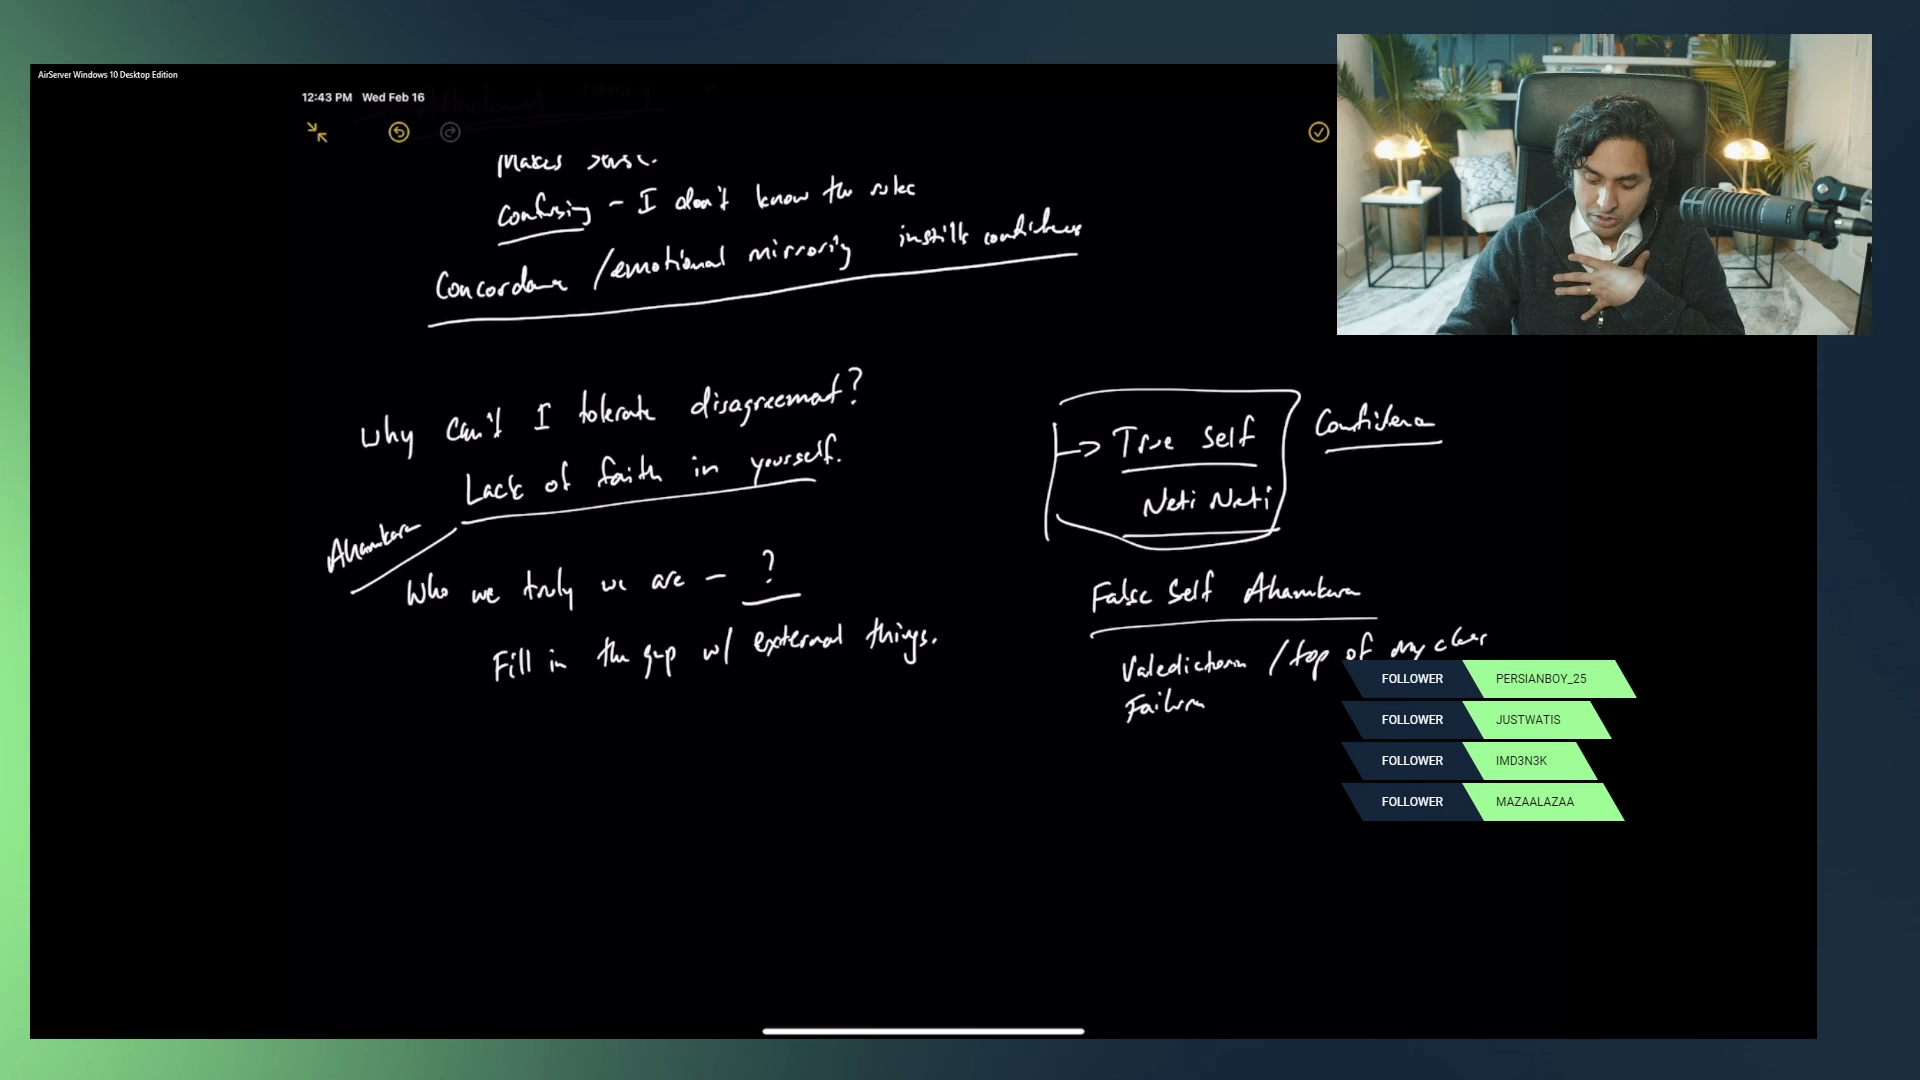 AirServer Windows 10 Desktop Edition
12:43 PM Wed Feb 16
Makes sense.
Confusing - I don't know the rules
Concordance /emotional mirroring instills confidence
Why can't I tolerate disagreement?
Lack of faith in yourself.
Ahamkara
Who we truly we are - ?
Fill in the gap w/ external things.
True Self
Neti Neti
Confidence
False Self Ahamkara
Valedictorian /top of my class
Failure
FOLLOWER PERSIANBOY_25
FOLLOWER JUSTWATIS
FOLLOWER IMD3N3K
FOLLOWER MAZAALAZAA